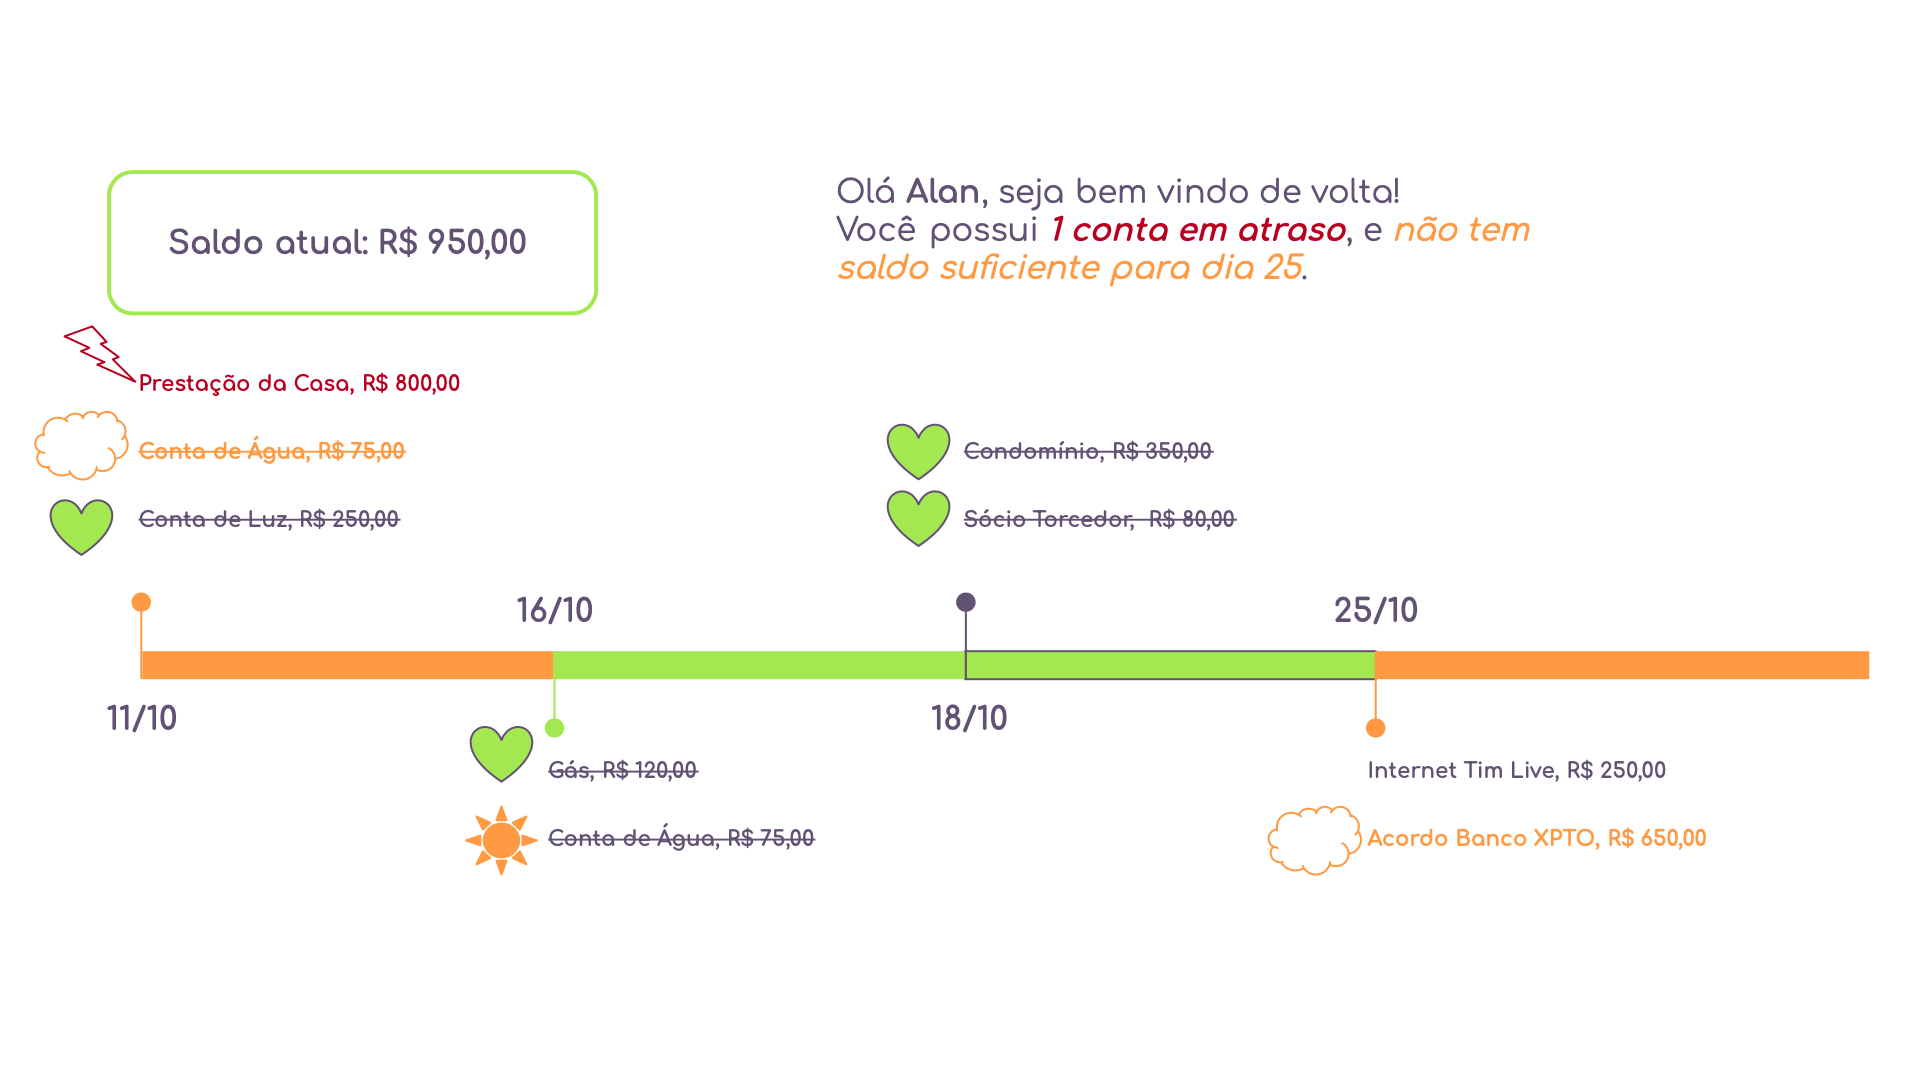 Saldo atual: R$ 950,00
Olá Alan, seja bem vindo de volta!
Você possui 1 conta em atraso, e não tem
saldo suficiente para dia 25.
Prestação da Casa, R$ 800,00
Conta de Água, R$ 75,00
Conta de Luz, R$ 250,00
Condomínio, R$ 350,00
Sócio Torcedor,  R$ 80,00
16/10
25/10
11/10
18/10
Gás, R$ 120,00
Conta de Água, R$ 75,00
Internet Tim Live, R$ 250,00
Acordo Banco XPTO, R$ 650,00